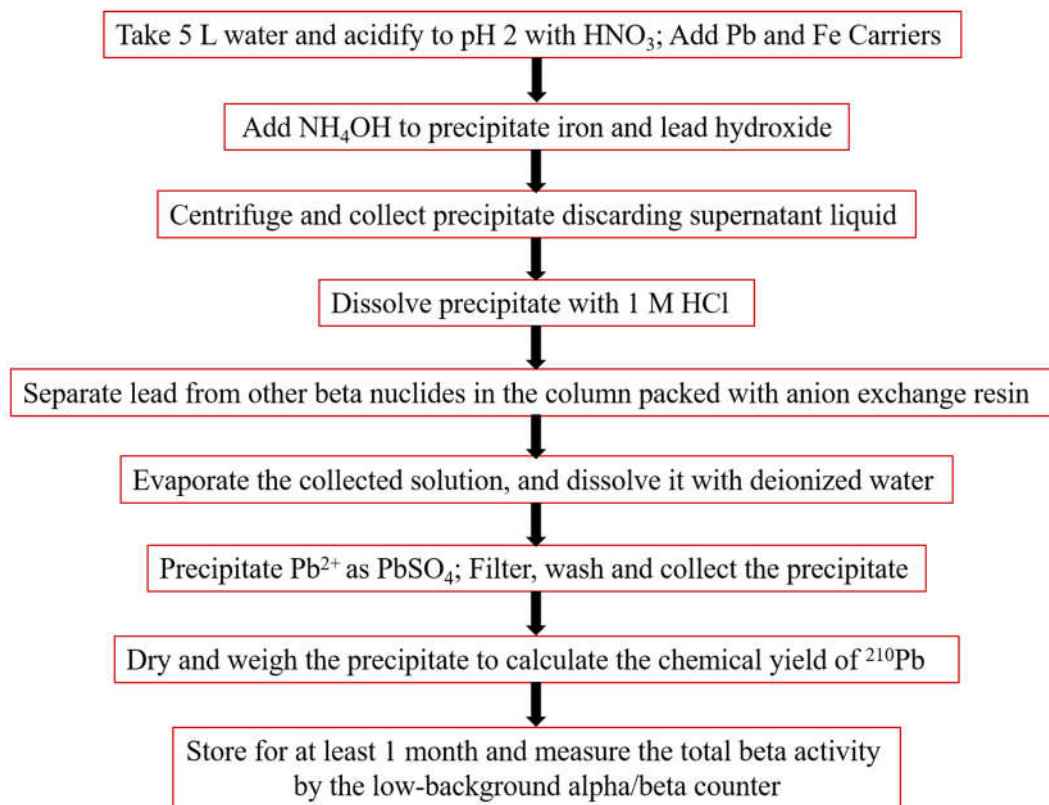 Take 5 L water and acidify to pH 2 with HNO₃; Add Pb and Fe Carriers
Add NH₄OH to precipitate iron and lead hydroxide
Centrifuge and collect precipitate discarding supernatant liquid
Dissolve precipitate with 1 M HCl
Separate lead from other beta nuclides in the column packed with anion exchange resin
Evaporate the collected solution, and dissolve it with deionized water
Precipitate Pb²⁺ as PbSO₄; Filter, wash and collect the precipitate
Dry and weigh the precipitate to calculate the chemical yield of ²¹⁰Pb
Store for at least 1 month and measure the total beta activity
by the low-background alpha/beta counter